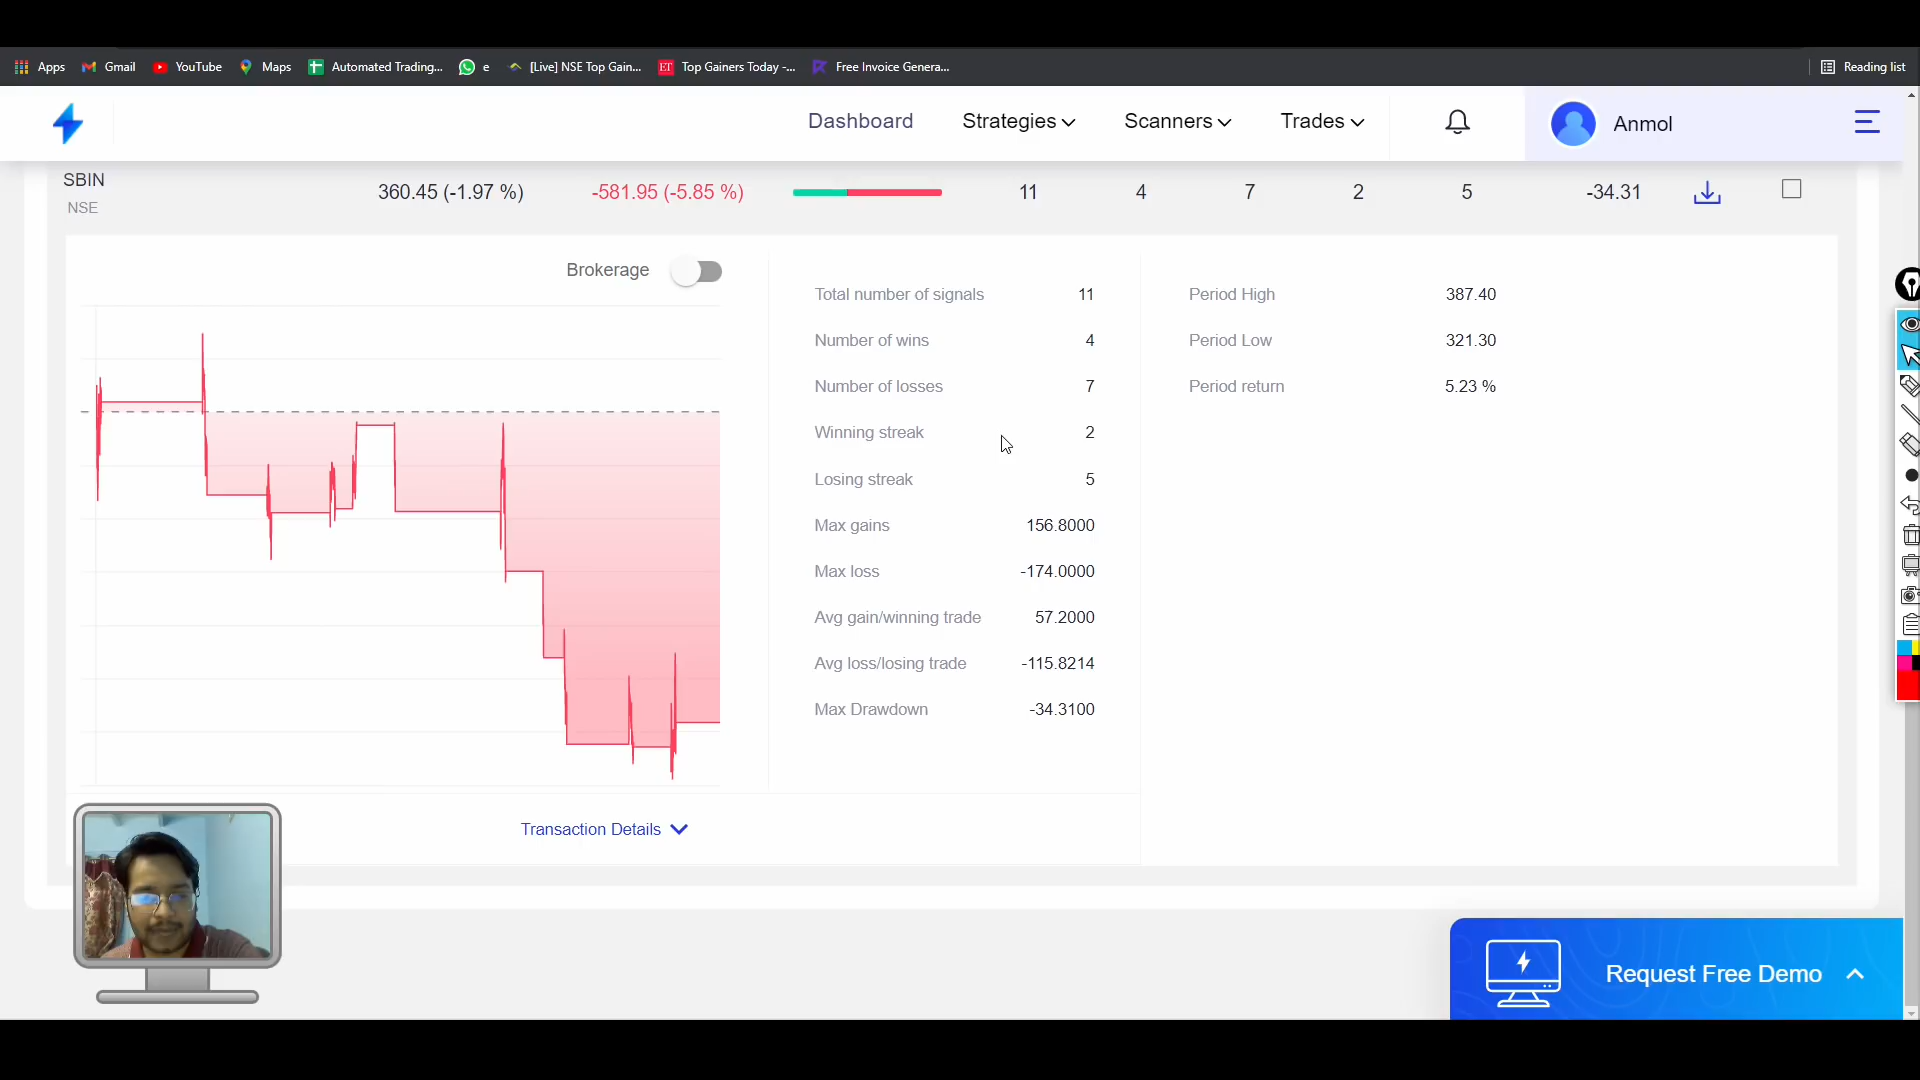 Apps Gmail YouTube Maps Automated Trading... e [Live] NSE Top Gain... ET Top Gainers Today -... Free Invoice Genera... Reading list
Dashboard Strategies Scanners Trades Anmol
SBIN 360.45 (-1.97 %) -581.95 (-5.85 %) 11 4 7 2 5 -34.31
NSE
Brokerage
Total number of signals 11 Period High 387.40
Number of wins 4 Period Low 321.30
Number of losses 7 Period return 5.23 %
Winning streak 2
Losing streak 5
Max gains 156.8000
Max loss -174.0000
Avg gain/winning trade 57.2000
Avg loss/losing trade -115.8214
Max Drawdown -34.3100
Transaction Details
Request Free Demo